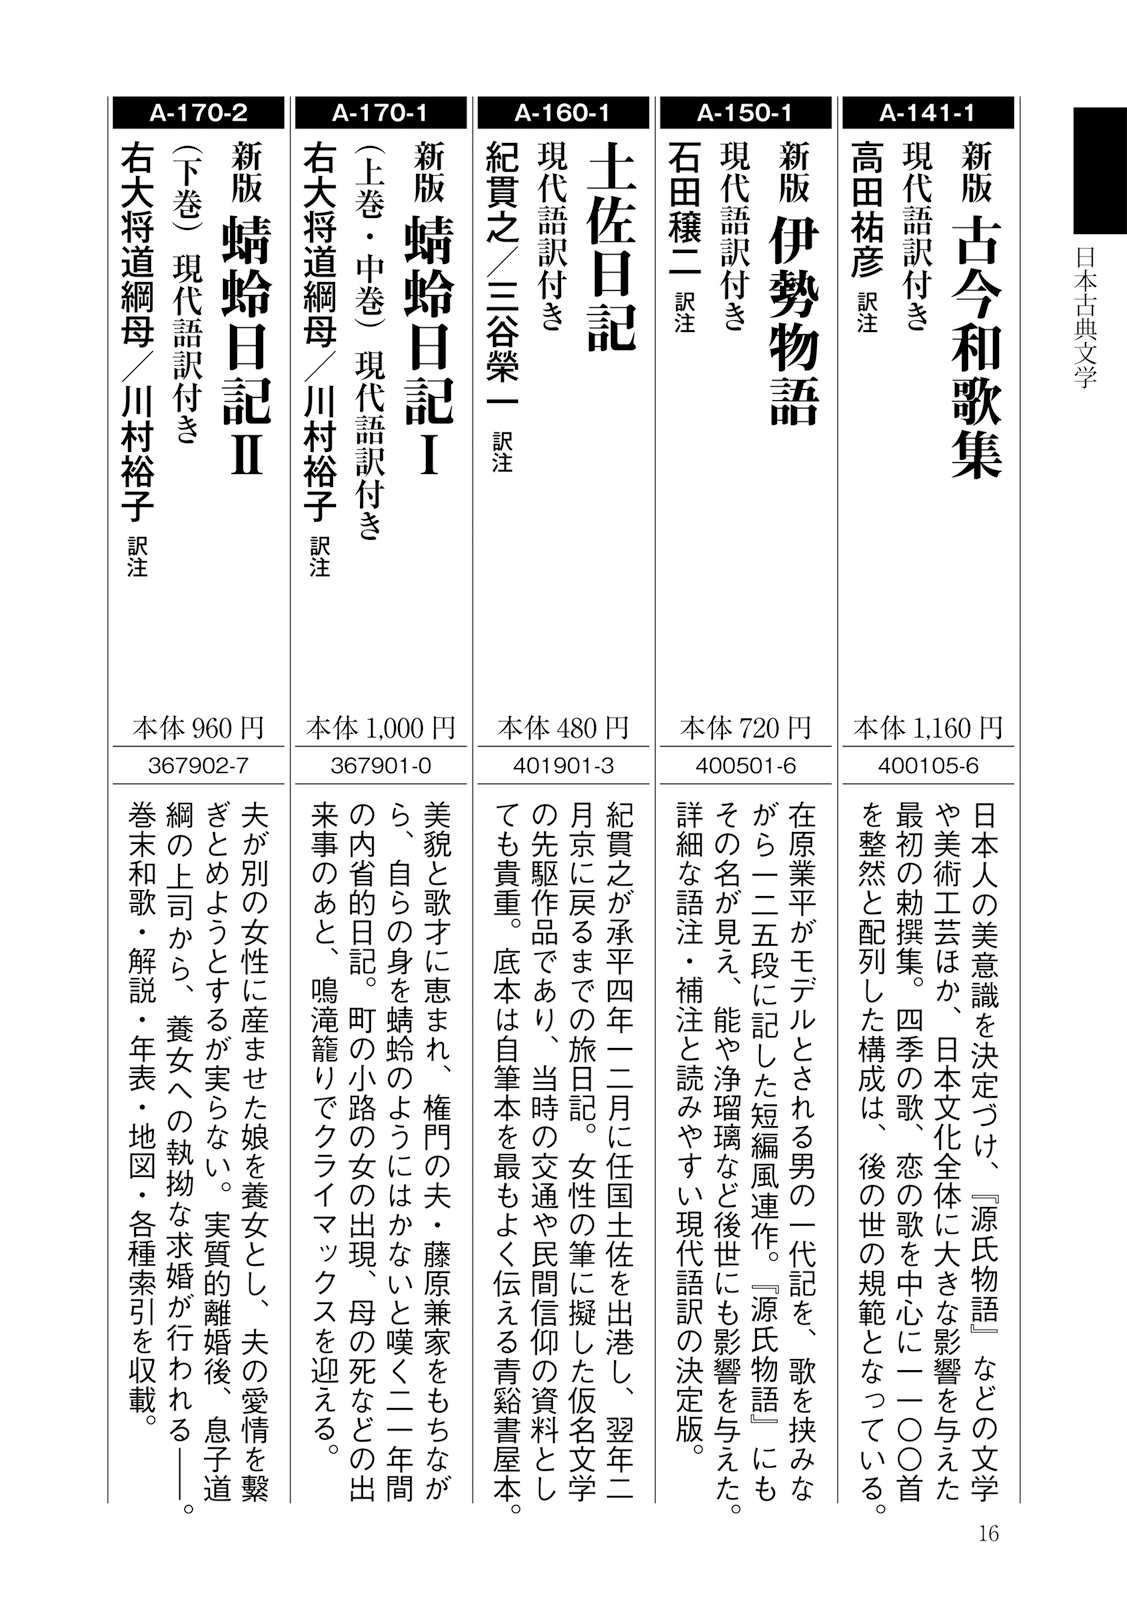 日本古典文学
A-141-1
新版 古今和歌集
現代語訳付き
高田祐彦 訳注
本体 1,160 円
400105-6
日本人の美意識を決定づけ、『源氏物語』などの文学
や美術工芸ほか、日本文化全体に大きな影響を与えた
最初の勅撰集。四季の歌、恋の歌を中心に一一〇〇首
を整然と配列した構成は、後の世の規範となっている。
A-150-1
新版 伊勢物語
現代語訳付き
石田穣二 訳注
本体 720 円
400501-6
在原業平がモデルとされる男の一代記を、歌を挟みな
がら一二五段に記した短編風連作。『源氏物語』にも
その名が見え、能や浄瑠璃など後世にも影響を与えた。
詳細な語注・補注と読みやすい現代語訳の決定版。
A-160-1
土佐日記
現代語訳付き
紀貫之／三谷榮一 訳注
本体 480 円
401901-3
紀貫之が承平四年一二月に任国土佐を出港し、翌年二
月京に戻るまでの旅日記。女性の筆に擬した仮名文学
の先駆作品であり、当時の交通や民間信仰の資料とし
ても貴重。底本は自筆本を最もよく伝える青谿書屋本。
A-170-1
新版 蜻蛉日記Ⅰ
（上巻・中巻）現代語訳付き
右大将道綱母／川村裕子 訳注
本体 1,000 円
367901-0
美貌と歌才に恵まれ、権門の夫・藤原兼家をもちなが
ら、自らの身を蜻蛉のようにはかないと嘆く二一年間
の内省的日記。町の小路の女の出現、母の死などの出
来事のあと、鳴滝籠りでクライマックスを迎える。
A-170-2
新版 蜻蛉日記Ⅱ
（下巻）現代語訳付き
右大将道綱母／川村裕子 訳注
本体 960 円
367902-7
夫が別の女性に産ませた娘を養女とし、夫の愛情を繫
ぎとめようとするが実らない。実質的離婚後、息子道
綱の上司から、養女への執拗な求婚が行われる――。
巻末和歌・解説・年表・地図・各種索引を収載。
16